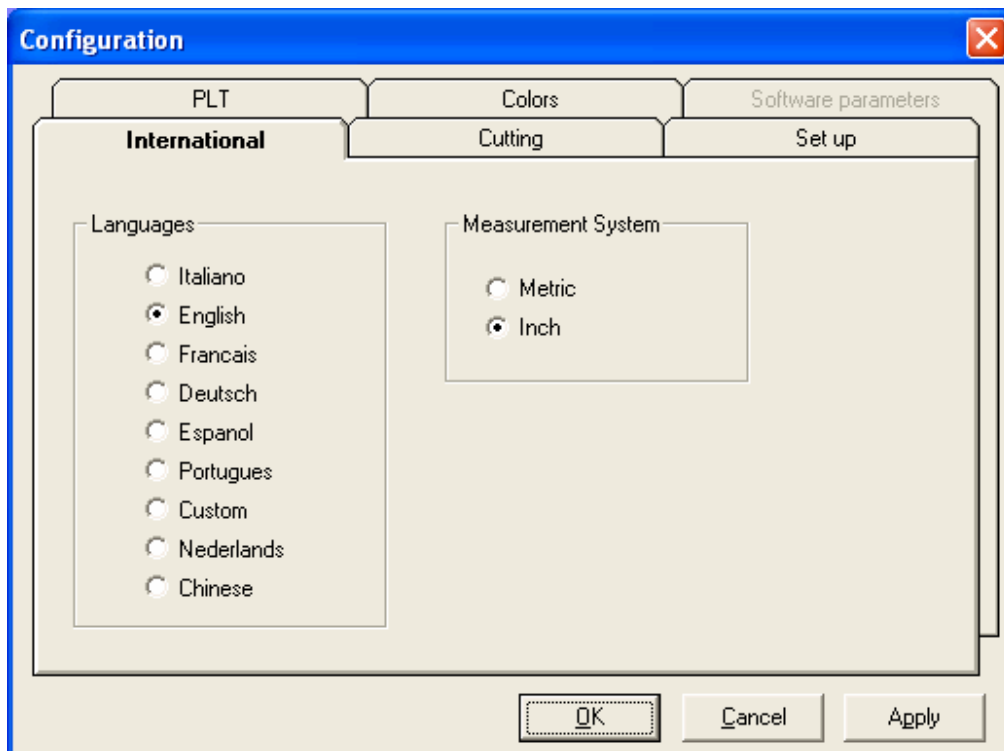 Configuration
PLT
Colors
Software parameters
International
Cutting
Set up
Languages
Italiano
English
Francais
Deutsch
Espanol
Portugues
Custom
Nederlands
Chinese
Measurement System
Metric
Inch
OK
Cancel
Apply